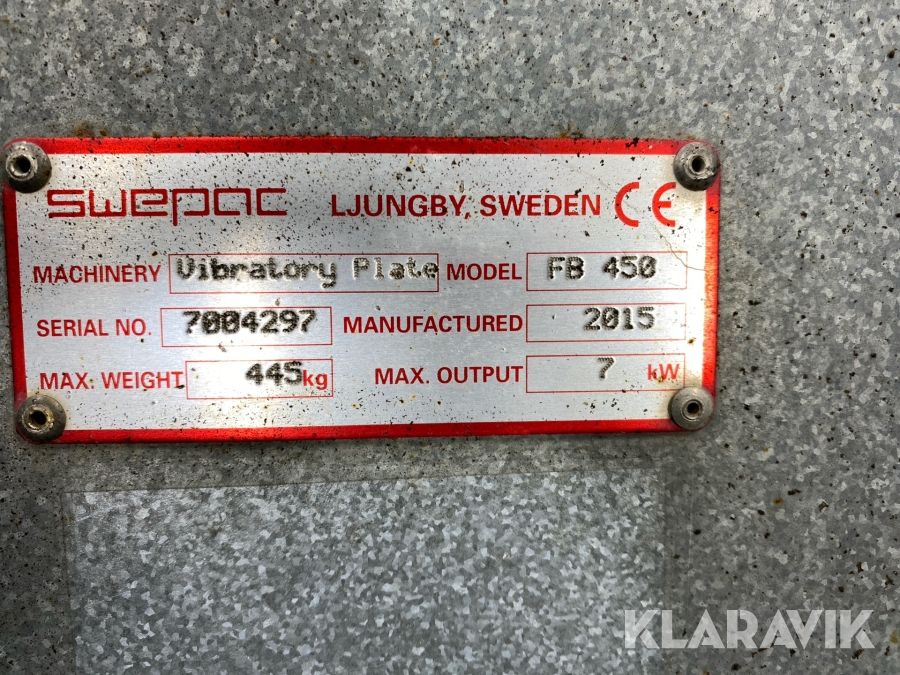 swepac LJUNGBY, SWEDEN CE
MACHINERY Vibratory Plate MODEL FB 450
SERIAL NO. 7004297 MANUFACTURED 2015
MAX. WEIGHT 445kg MAX. OUTPUT 7 kW
KLARAVIK